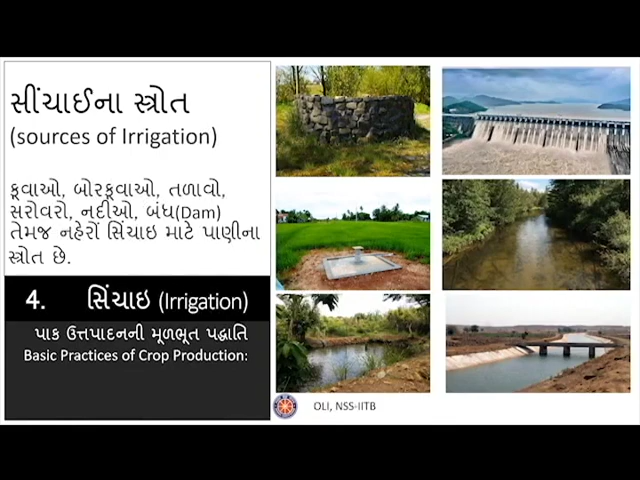 સીંચાઈના સ્ત્રોત
(sources of Irrigation)
કૂવાઓ, બોરકૂવાઓ, તળાવો,
સરોવરો, નદીઓ, બંધ(Dam)
તેમજ નહેરો સિંચાઇ માટે પાણીના
સ્ત્રોત છે.
4. સિંચાઇ (Irrigation)
પાક ઉત્તપાદનની મૂળભૂત પદ્ધાતિ
Basic Practices of Crop Production:
OLI, NSS-IITB